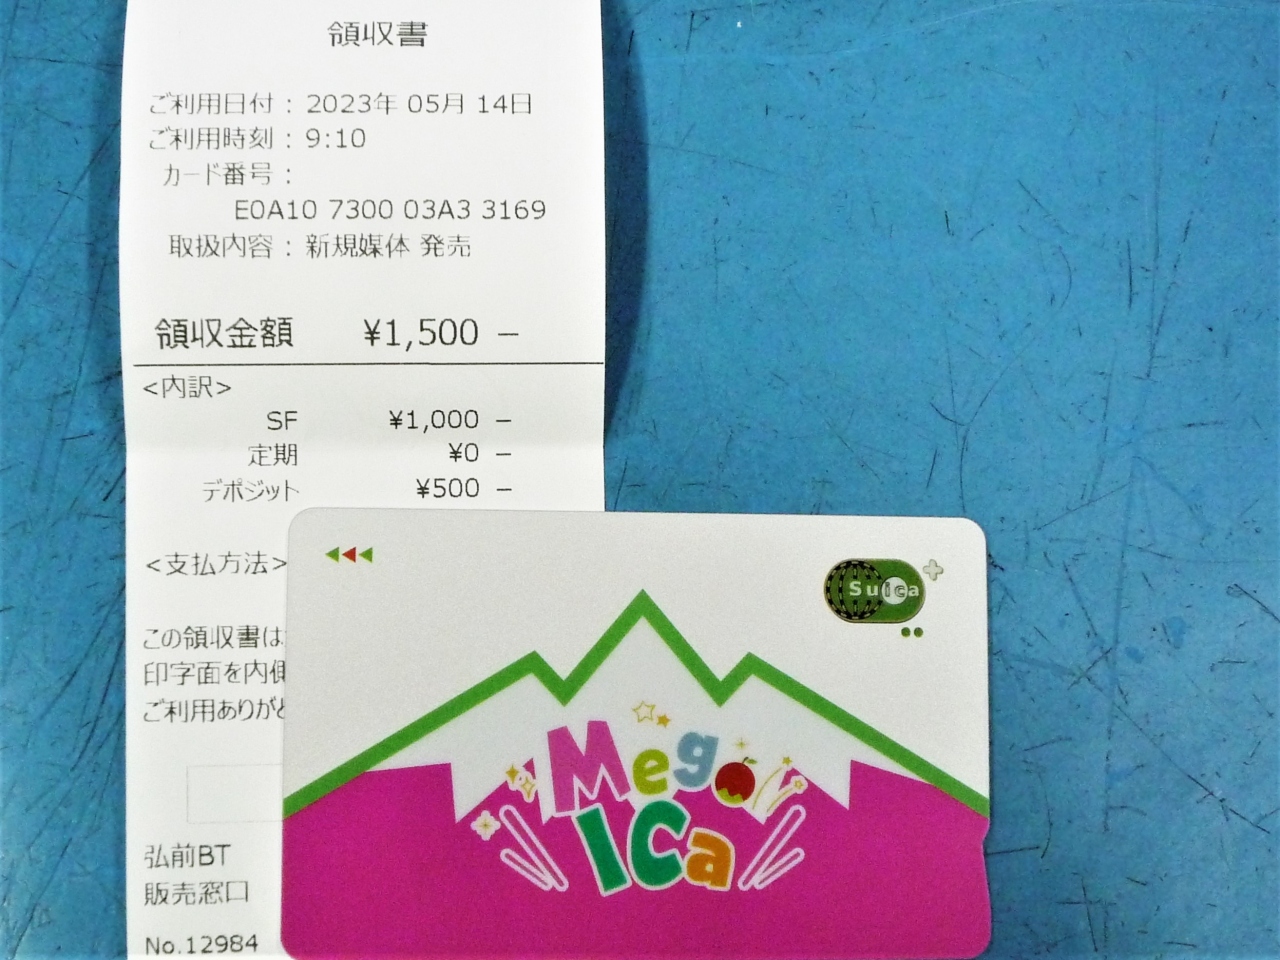 領収書
ご利用日付 : 2023年 05月 14日
ご利用時刻 : 9:10
カード番号 :
E0A10 7300 03A3 3169
取扱内容 : 新規媒体 発売
領収金額 ¥1,500 −
<内訳>
SF ¥1,000 −
定期 ¥0 −
デポジット ¥500 −
<支払方法>
この領収書は
印字面を内側
ご利用ありがと
弘前BT
販売窓口
No.12984
Suica
Mego
ICa